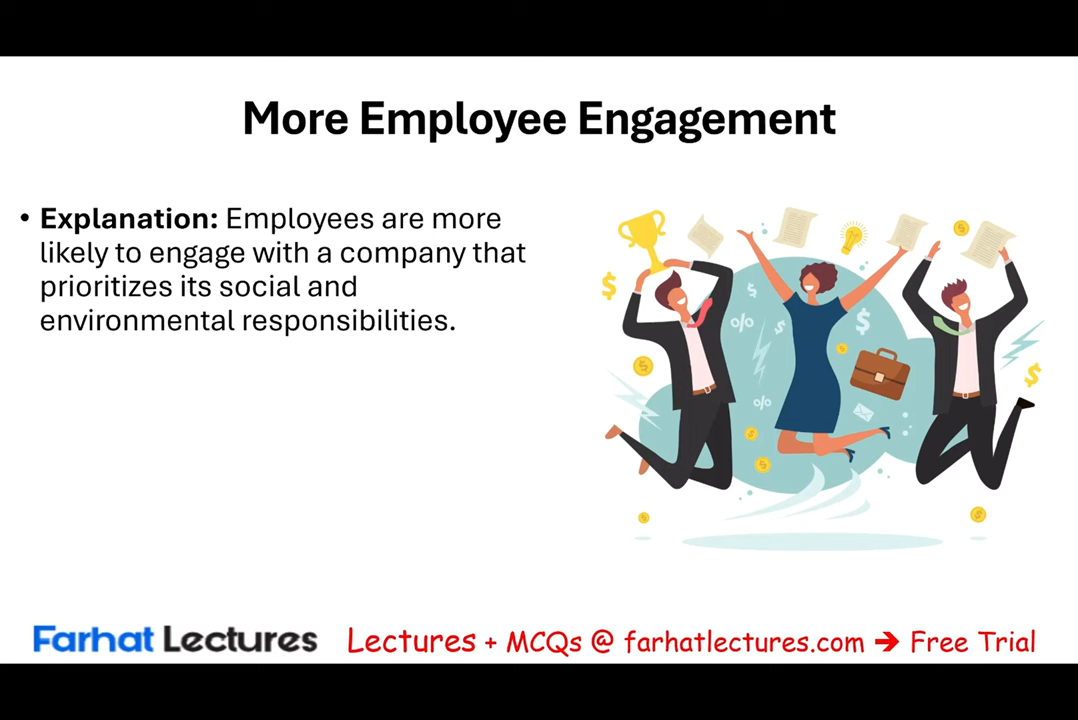 More Employee Engagement
• Explanation: Employees are more
likely to engage with a company that
prioritizes its social and
environmental responsibilities.
Farhat Lectures Lectures + MCQs @ farhatlectures.com ➔ Free Trial